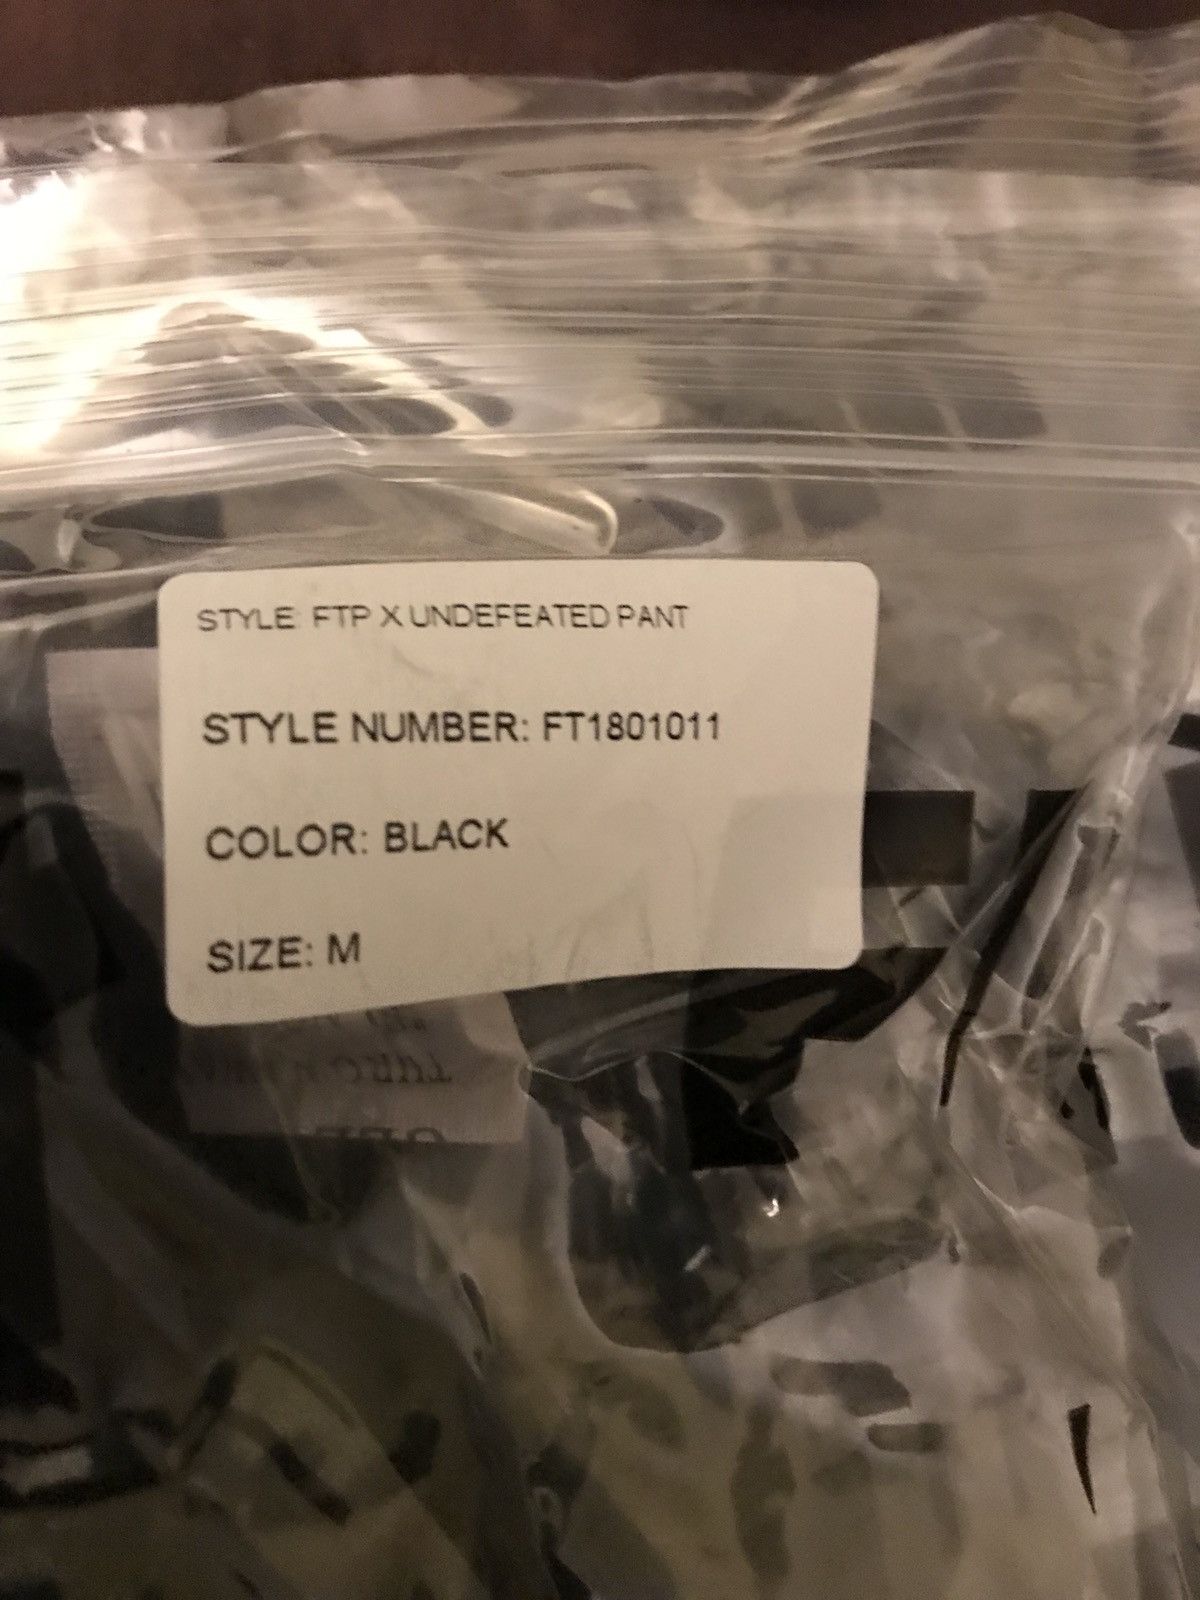 STYLE: FTP X UNDEFEATED PANT
STYLE NUMBER: FT1801011
COLOR: BLACK
SIZE: M